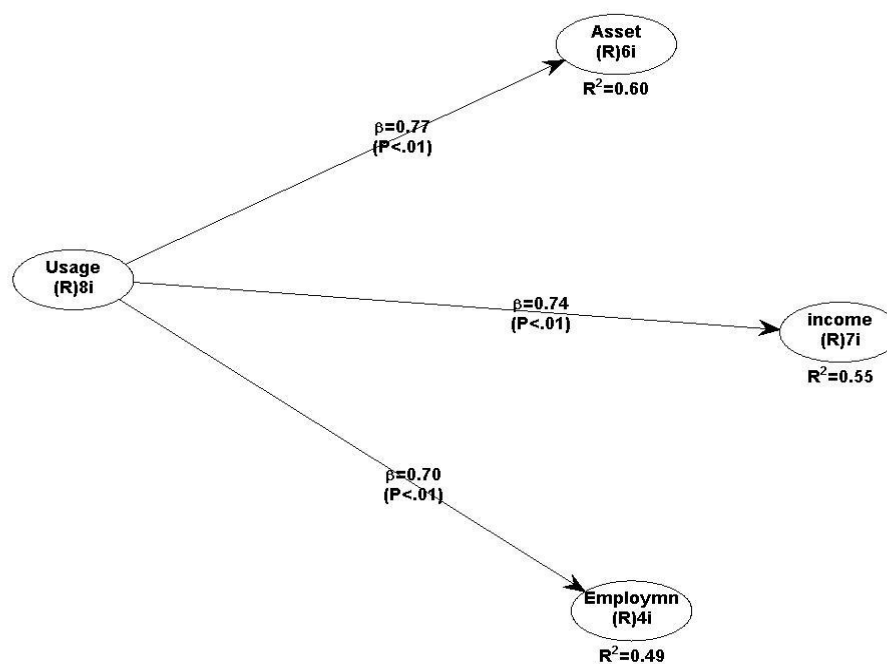 Asset
(R)6i
R²=0.60
β=0.77
(P<.01)
Usage
(R)8i
β=0.74
(P<.01)
income
(R)7i
R²=0.55
β=0.70
(P<.01)
Employmn
(R)4i
R²=0.49